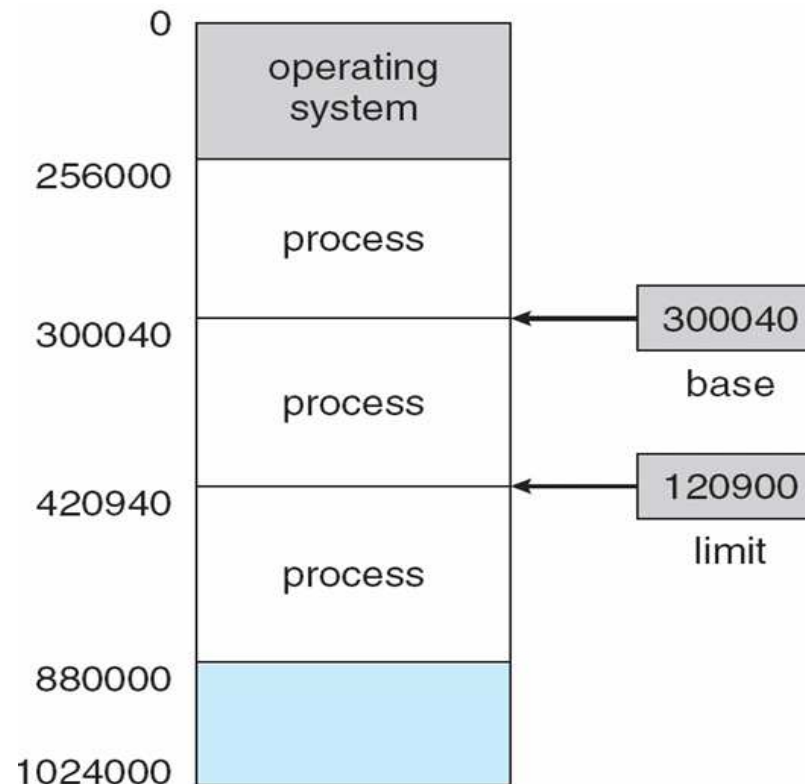 0
operating
system
256000
process
300040
300040
base
process
420940
120900
limit
process
880000
1024000